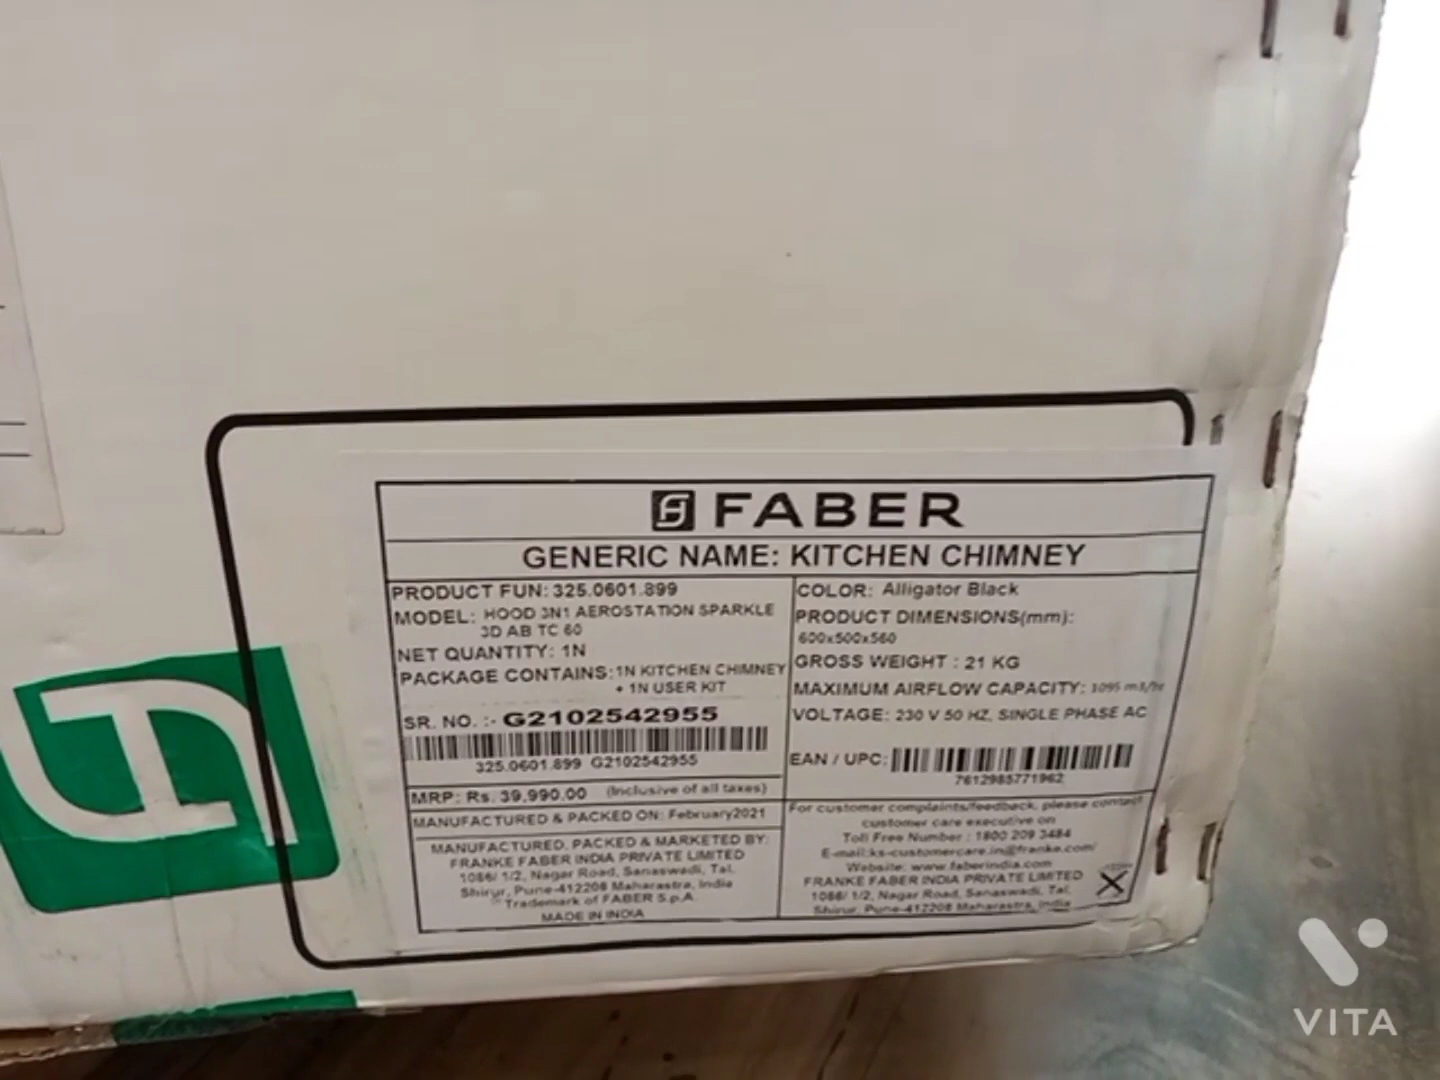 FABER
GENERIC NAME: KITCHEN CHIMNEY
PRODUCT FUN: 325.0601.899
MODEL: HOOD 3N1 AEROSTATION SPARKLE
3D AB TC 60
NET QUANTITY: 1N
PACKAGE CONTAINS: 1N KITCHEN CHIMNEY
+ 1N USER KIT
SR. NO. :- G2102542955
325.0601.899 G2102542955
MRP: Rs. 39,990.00 (Inclusive of all taxes)
MANUFACTURED & PACKED ON: February2021
MANUFACTURED, PACKED & MARKETED BY:
FRANKE FABER INDIA PRIVATE LIMITED
1086/ 1/2, Nagar Road, Sanaswadi, Tal.
Shirur, Pune-412208 Maharastra, India
Trademark of FABER S.p.A.
MADE IN INDIA
COLOR: Alligator Black
PRODUCT DIMENSIONS(mm):
600x500x560
GROSS WEIGHT : 21 KG
MAXIMUM AIRFLOW CAPACITY: 1095 m3/hr
VOLTAGE: 230 V 50 HZ, SINGLE PHASE AC
EAN / UPC:
7612985771962
For customer complaints/feedback, please contact
customer care executive on
Toll Free Number : 1800 209 3484
E-mail:ks-customercare.in@franke.com/
Website: www.faberindia.com
FRANKE FABER INDIA PRIVATE LIMITED
1086/ 1/2, Nagar Road, Sanaswadi, Tal.
Shirur, Pune-412208 Maharastra, India
VITA